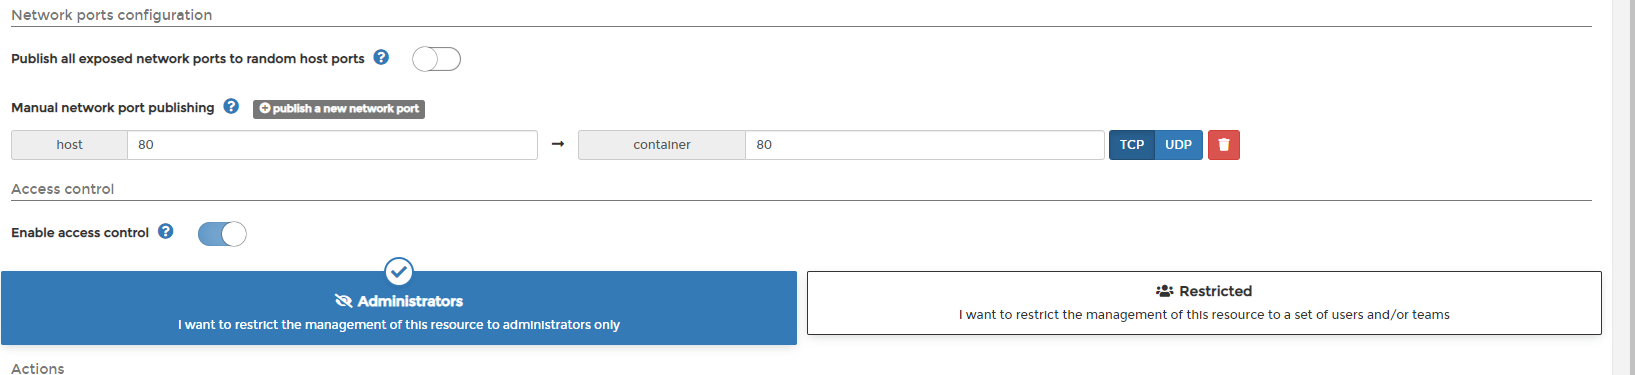 Network ports configuration
Publish all exposed network ports to random host ports ?
Manual network port publishing ? publish a new network port
host 80 → container 80 TCP UDP
Access control
Enable access control ?
Administrators
I want to restrict the management of this resource to administrators only
Restricted
I want to restrict the management of this resource to a set of users and/or teams
Actions